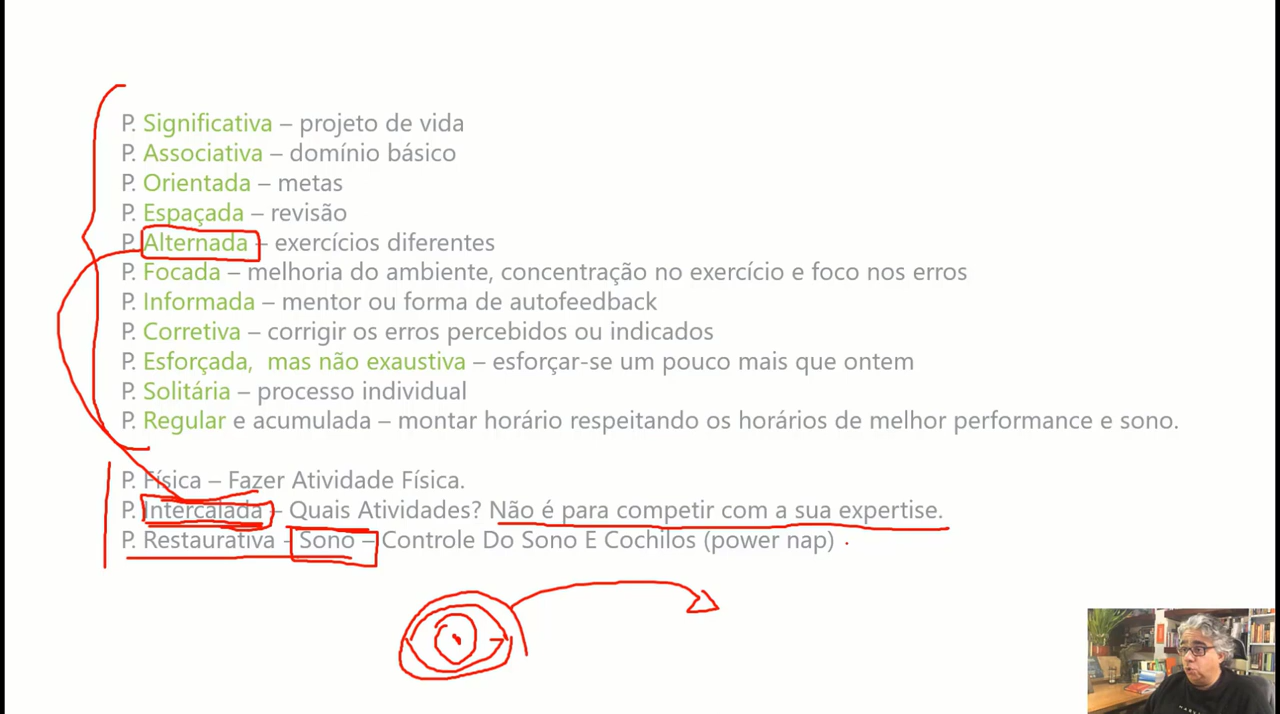 P. Significativa – projeto de vida
P. Associativa – domínio básico
P. Orientada – metas
P. Espaçada – revisão
P. Alternada – exercícios diferentes
P. Focada – melhoria do ambiente, concentração no exercício e foco nos erros
P. Informada – mentor ou forma de autofeedback
P. Corretiva – corrigir os erros percebidos ou indicados
P. Esforçada, mas não exaustiva – esforçar-se um pouco mais que ontem
P. Solitária – processo individual
P. Regular e acumulada – montar horário respeitando os horários de melhor performance e sono.
P. Física – Fazer Atividade Física.
P. Intercalada – Quais Atividades? Não é para competir com a sua expertise.
P. Restaurativa - Sono – Controle Do Sono E Cochilos (power nap)